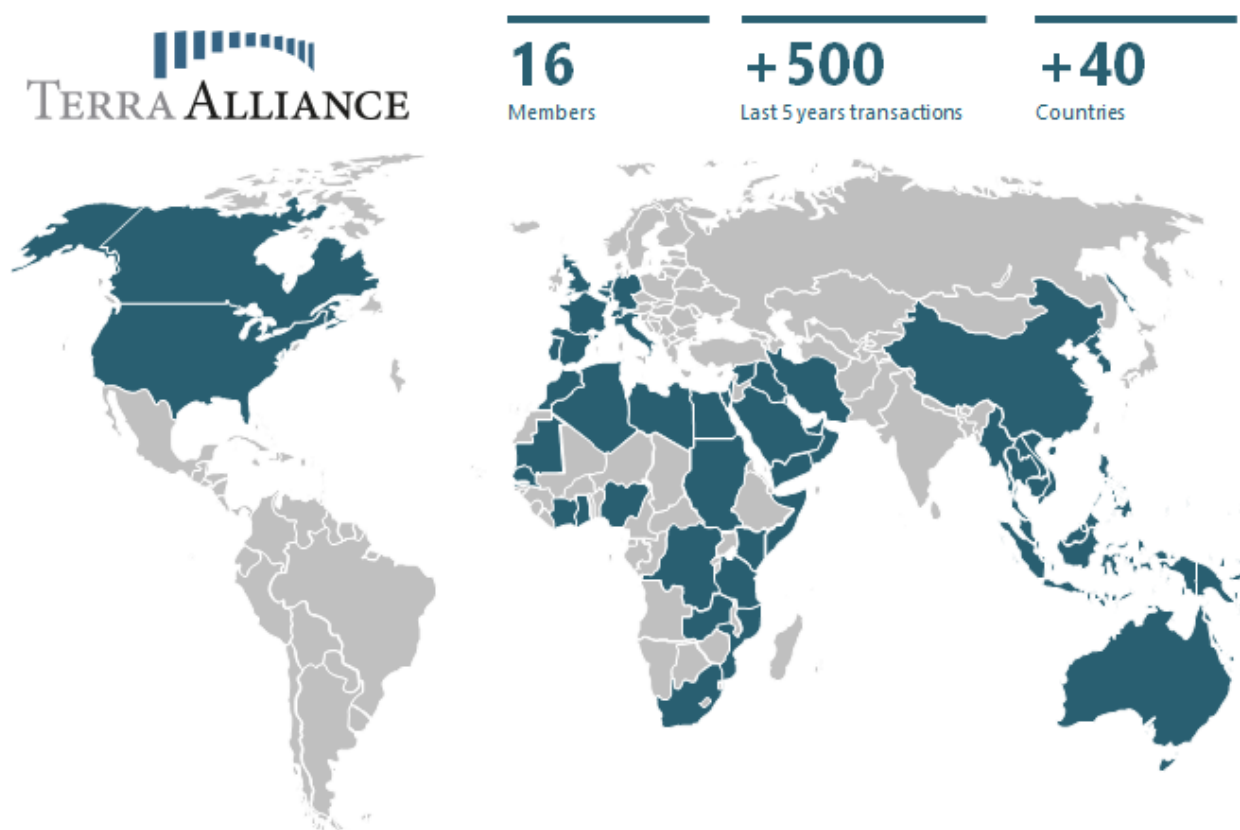 TERRA ALLIANCE
16
Members
+500
Last 5 years transactions
+40
Countries